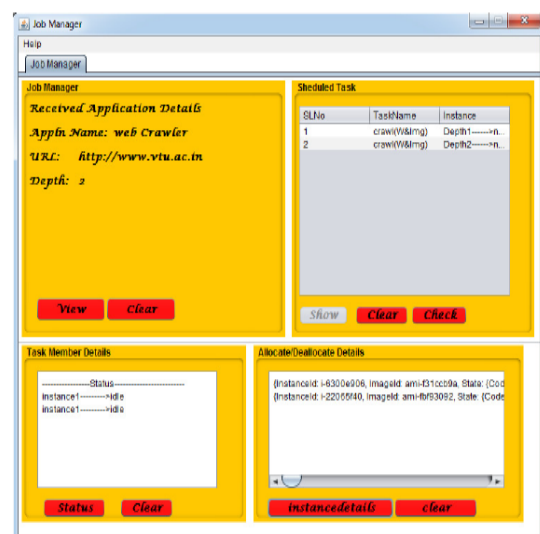 Job Manager
Help
Job Manager
Job Manager
Received Application Details
Appln Name: web Crawler
URL: http://www.vtu.ac.in
Depth: 2
View Clear
Sheduled Task
SLNo TaskName Instance
1 crawl(W&Img) Depth1------>n...
2 crawl(W&Img) Depth2------>n...
Show Clear Check
Task Member Details
-----------------Status------------------------
instance1--------->idle
instance1--------->idle
Status Clear
Allocate/Deallocate Details
{InstanceId: i-6300e906, ImageId: ami-f31ccb9a, State: {Cod
{InstanceId: i-22065f40, ImageId: ami-fbf93092, State: {Code
instancedetails clear